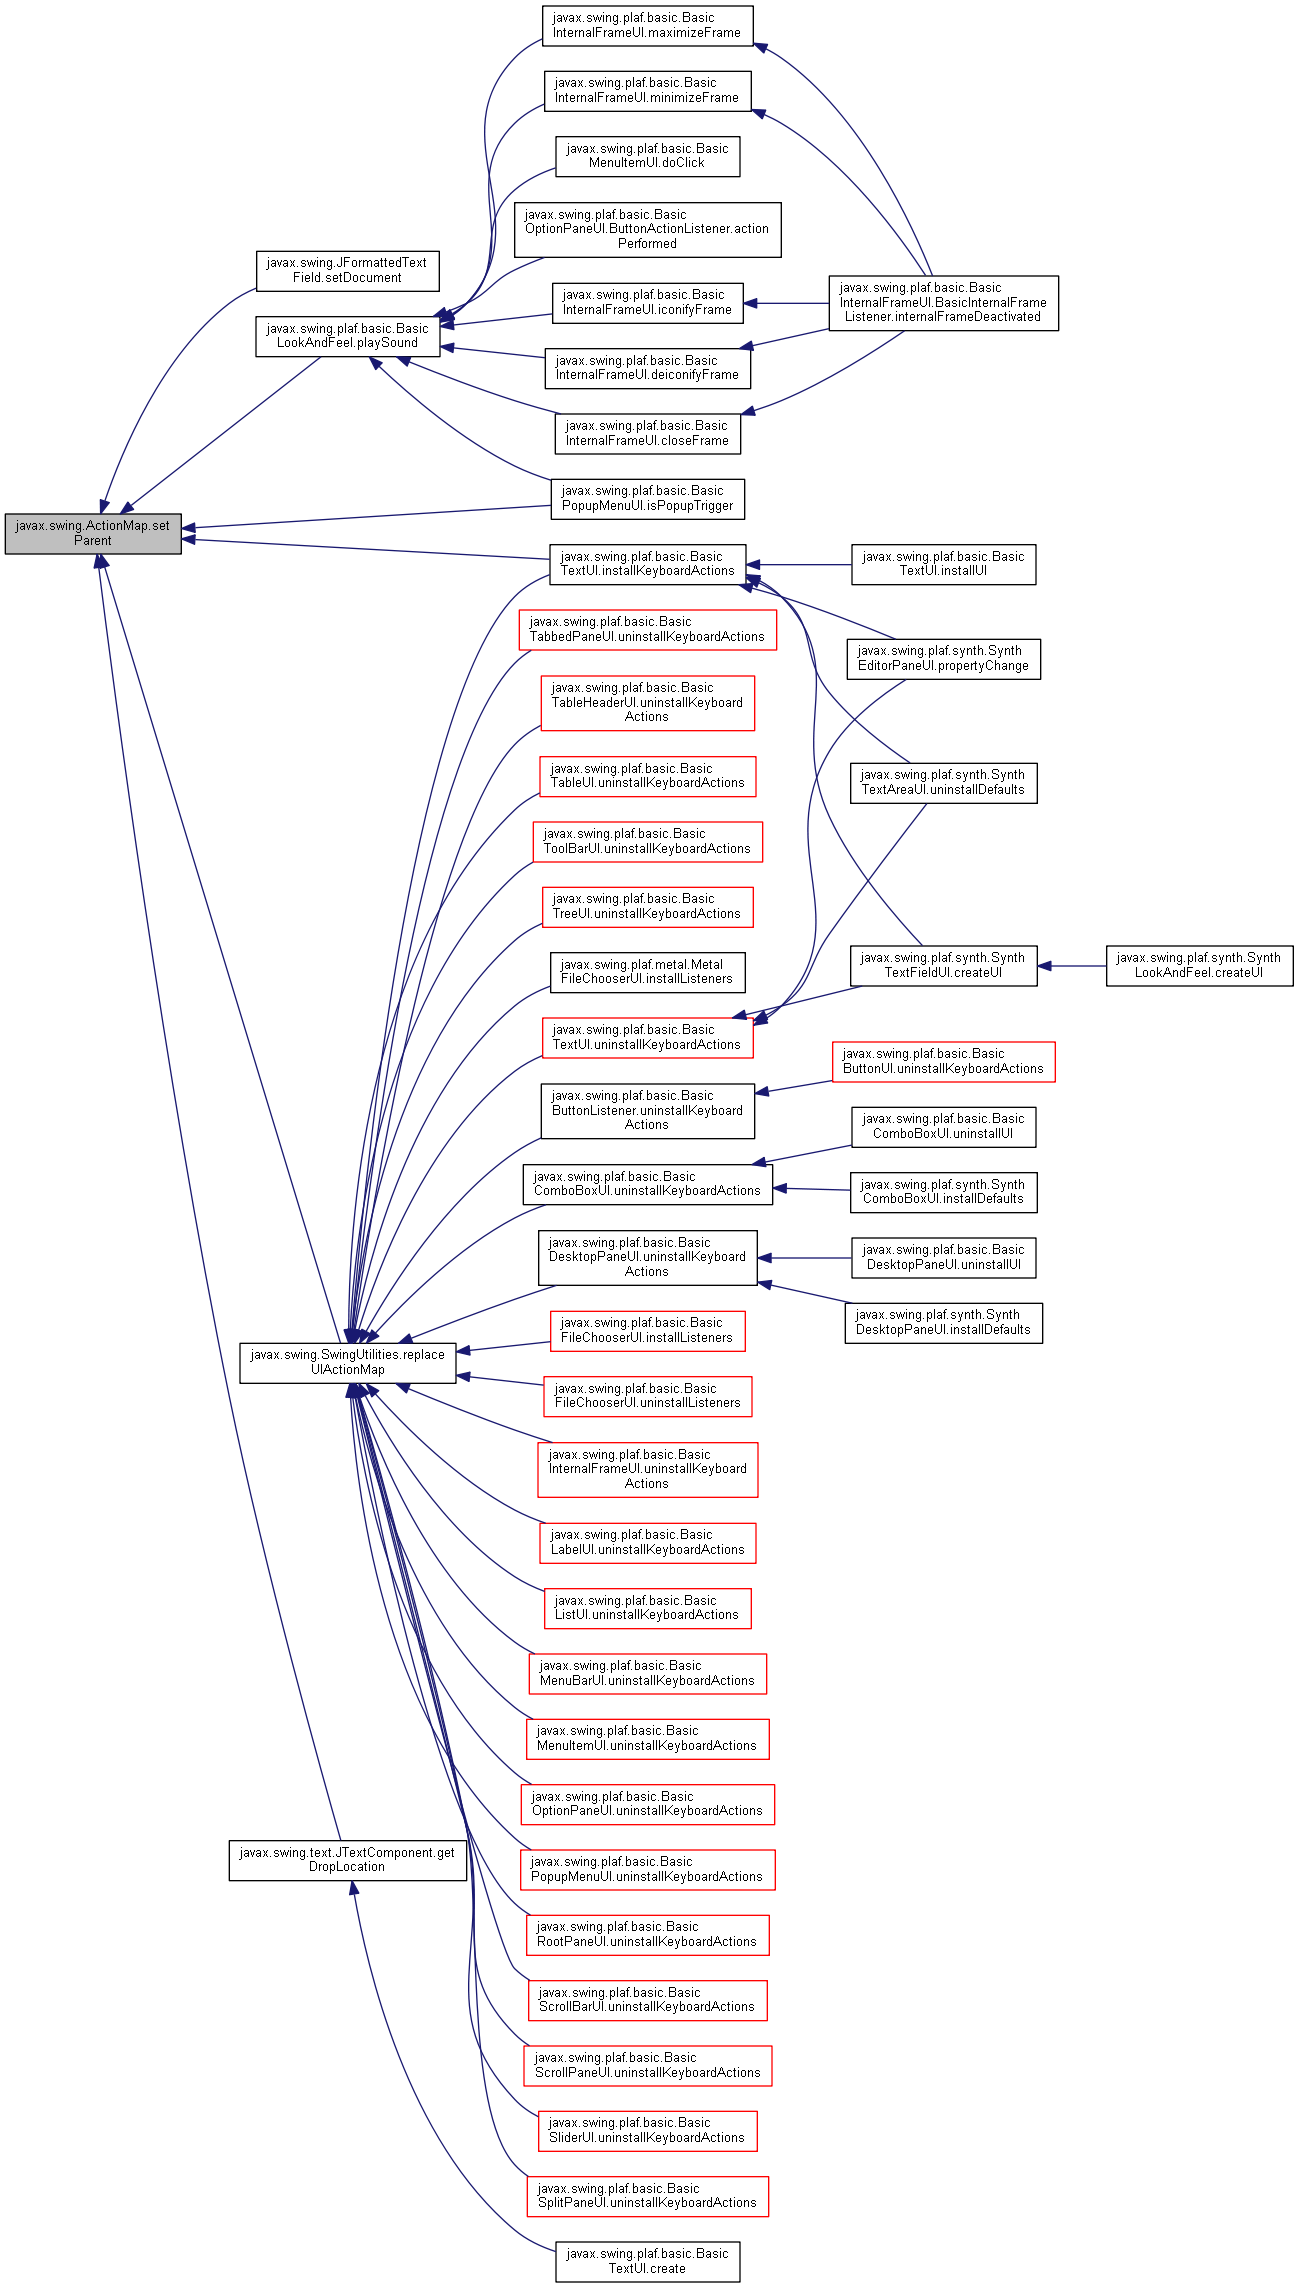 javax.swing.plaf.basic.Basic
InternalFrameUI.maximizeFrame
javax.swing.plaf.basic.Basic
InternalFrameUI.minimizeFrame
javax.swing.plaf.basic.Basic
MenuItemUI.doClick
javax.swing.plaf.basic.Basic
OptionPaneUI.ButtonActionListener.action
Performed
javax.swing.JFormattedText
Field.setDocument
javax.swing.plaf.basic.Basic
LookAndFeel.playSound
javax.swing.plaf.basic.Basic
InternalFrameUI.iconifyFrame
javax.swing.plaf.basic.Basic
InternalFrameUI.BasicInternalFrame
Listener.internalFrameDeactivated
javax.swing.plaf.basic.Basic
InternalFrameUI.deiconifyFrame
javax.swing.plaf.basic.Basic
InternalFrameUI.closeFrame
javax.swing.plaf.basic.Basic
PopupMenuUI.isPopupTrigger
javax.swing.ActionMap.set
Parent
javax.swing.plaf.basic.Basic
TextUI.installKeyboardActions
javax.swing.plaf.basic.Basic
TextUI.installUI
javax.swing.plaf.basic.Basic
TabbedPaneUI.uninstallKeyboardActions
javax.swing.plaf.synth.Synth
EditorPaneUI.propertyChange
javax.swing.plaf.basic.Basic
TableHeaderUI.uninstallKeyboard
Actions
javax.swing.plaf.basic.Basic
TableUI.uninstallKeyboardActions
javax.swing.plaf.synth.Synth
TextAreaUI.uninstallDefaults
javax.swing.plaf.basic.Basic
ToolBarUI.uninstallKeyboardActions
javax.swing.plaf.basic.Basic
TreeUI.uninstallKeyboardActions
javax.swing.plaf.metal.Metal
FileChooserUI.installListeners
javax.swing.plaf.synth.Synth
TextFieldUI.createUI
javax.swing.plaf.synth.Synth
LookAndFeel.createUI
javax.swing.plaf.basic.Basic
TextUI.uninstallKeyboardActions
javax.swing.plaf.basic.Basic
ButtonUI.uninstallKeyboardActions
javax.swing.plaf.basic.Basic
ButtonListener.uninstallKeyboard
Actions
javax.swing.plaf.basic.Basic
ComboBoxUI.uninstallUI
javax.swing.plaf.basic.Basic
ComboBoxUI.uninstallKeyboardActions
javax.swing.plaf.synth.Synth
ComboBoxUI.installDefaults
javax.swing.plaf.basic.Basic
DesktopPaneUI.uninstallKeyboard
Actions
javax.swing.plaf.basic.Basic
DesktopPaneUI.uninstallUI
javax.swing.plaf.synth.Synth
DesktopPaneUI.installDefaults
javax.swing.plaf.basic.Basic
FileChooserUI.installListeners
javax.swing.SwingUtilities.replace
UIActionMap
javax.swing.plaf.basic.Basic
FileChooserUI.uninstallListeners
javax.swing.plaf.basic.Basic
InternalFrameUI.uninstallKeyboard
Actions
javax.swing.plaf.basic.Basic
LabelUI.uninstallKeyboardActions
javax.swing.plaf.basic.Basic
ListUI.uninstallKeyboardActions
javax.swing.plaf.basic.Basic
MenuBarUI.uninstallKeyboardActions
javax.swing.plaf.basic.Basic
MenuItemUI.uninstallKeyboardActions
javax.swing.plaf.basic.Basic
OptionPaneUI.uninstallKeyboardActions
javax.swing.text.JTextComponent.get
DropLocation
javax.swing.plaf.basic.Basic
PopupMenuUI.uninstallKeyboardActions
javax.swing.plaf.basic.Basic
RootPaneUI.uninstallKeyboardActions
javax.swing.plaf.basic.Basic
ScrollBarUI.uninstallKeyboardActions
javax.swing.plaf.basic.Basic
ScrollPaneUI.uninstallKeyboardActions
javax.swing.plaf.basic.Basic
SliderUI.uninstallKeyboardActions
javax.swing.plaf.basic.Basic
SplitPaneUI.uninstallKeyboardActions
javax.swing.plaf.basic.Basic
TextUI.create